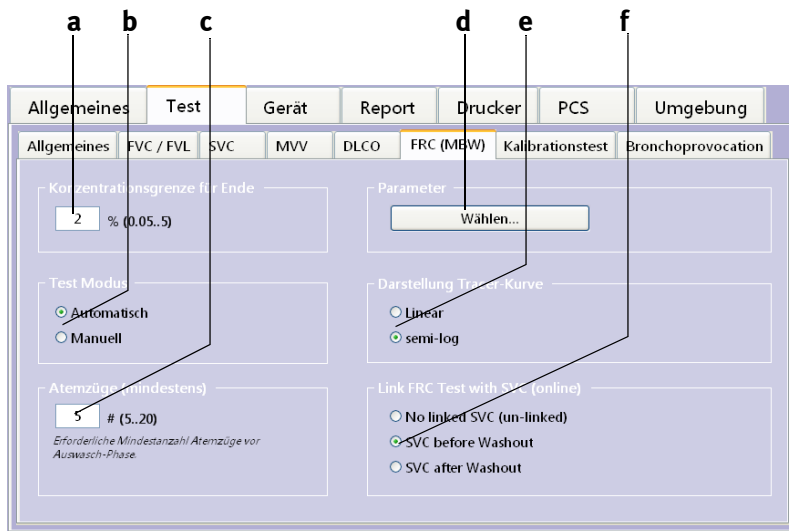 a b c d e f
Allgemeines Test Gerät Report Drucker PCS Umgebung
Allgemeines FVC / FVL SVC MVV DLCO FRC (MBW) Kalibrationstest Bronchoprovocation
Konzentrationsgrenze für Ende
2 % (0.05..5)
Parameter
Wählen...
Test Modus
Automatisch
Manuell
Darstellung Tracer-Kurve
Linear
semi-log
Atemzüge (mindestens)
5 # (5..20)
Erforderliche Mindestanzahl Atemzüge vor
Auswasch-Phase.
Link FRC Test with SVC (online)
No linked SVC (un-linked)
SVC before Washout
SVC after Washout